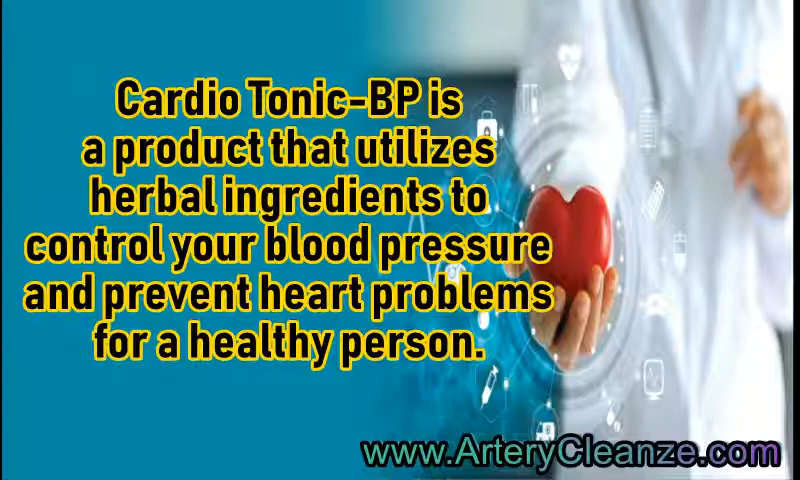 Cardio Tonic-BP is
a product that utilizes
herbal ingredients to
control your blood pressure
and prevent heart problems
for a healthy person.
www.ArteryCleanze.com